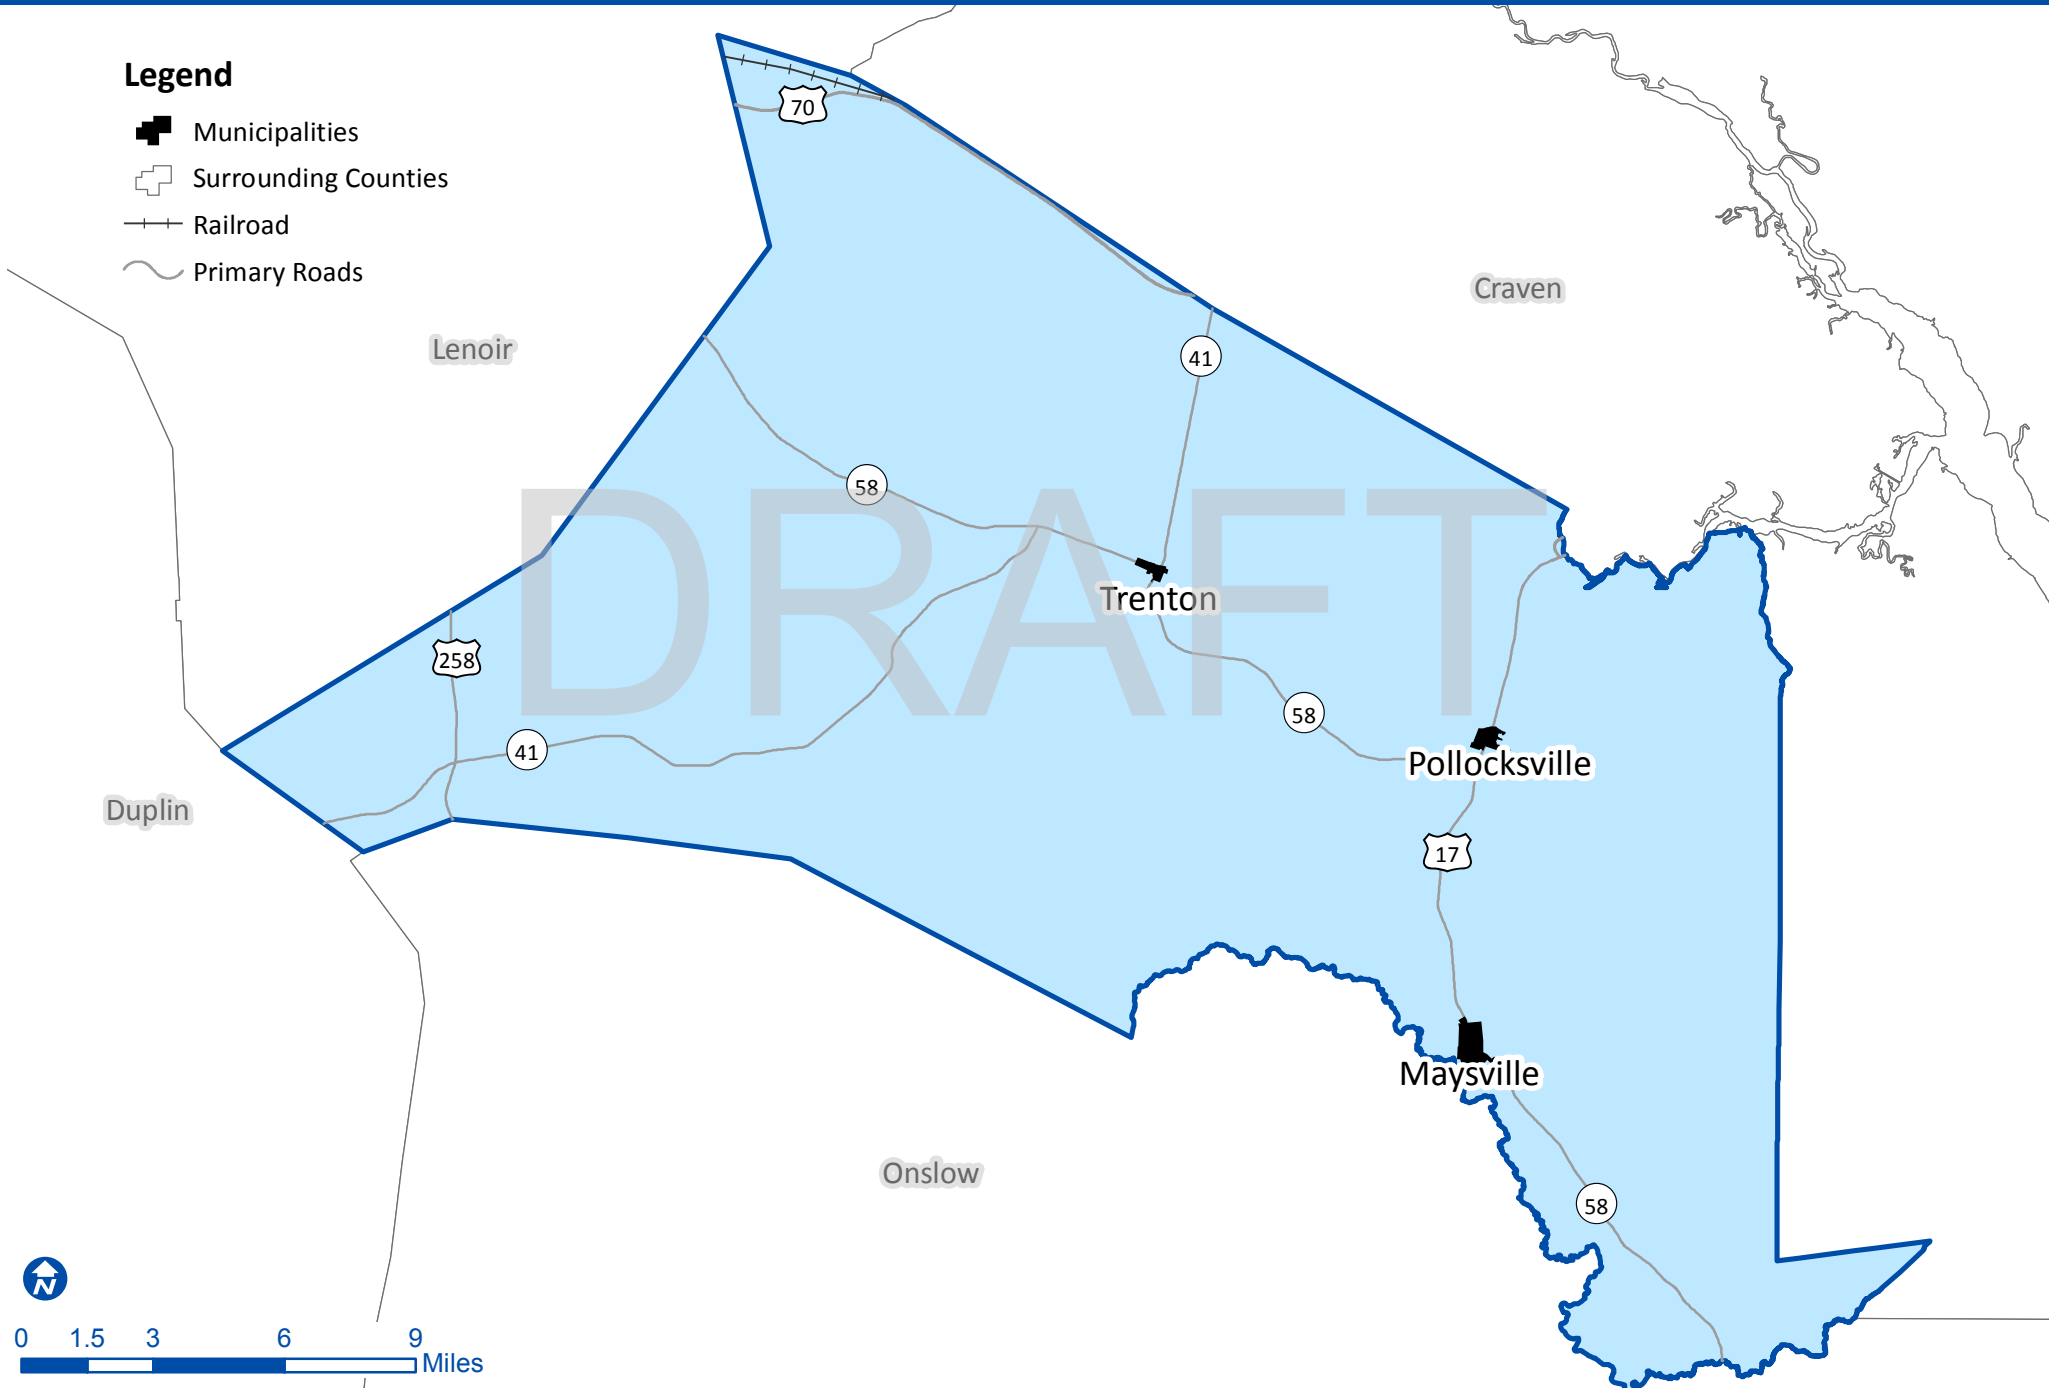 Legend
Municipalities
Surrounding Counties
Railroad
Primary Roads
70
Craven
Lenoir
41
58
DRAFT
Trenton
258
58
41
Pollocksville
Duplin
17
Maysville
Onslow
58
N
0 1.5 3 6 9
Miles